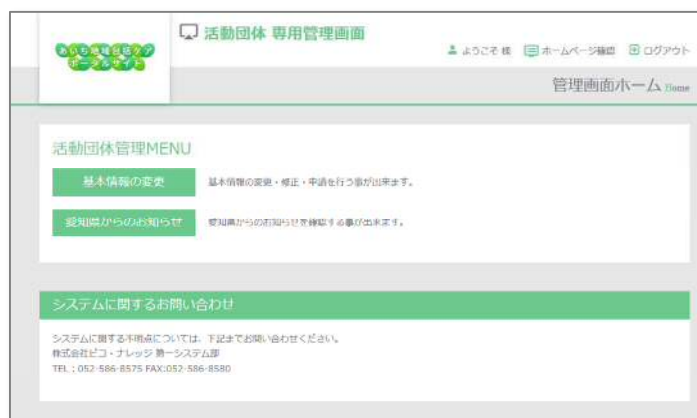 あいち地域包括ケア
ポータルサイト
活動団体 専用管理画面
ようこそ 様 ホームページ確認 ログアウト
管理画面ホーム Home
活動団体管理MENU
基本情報の変更 基本情報の変更・修正・申請を行う事が出来ます。
愛知県からのお知らせ 愛知県からのお知らせを確認する事が出来ます。
システムに関するお問い合わせ
システムに関する不明点については、下記までお問い合わせください。
株式会社ピコ・ナレッジ 第一システム部
TEL：052-586-8575 FAX:052-586-8580